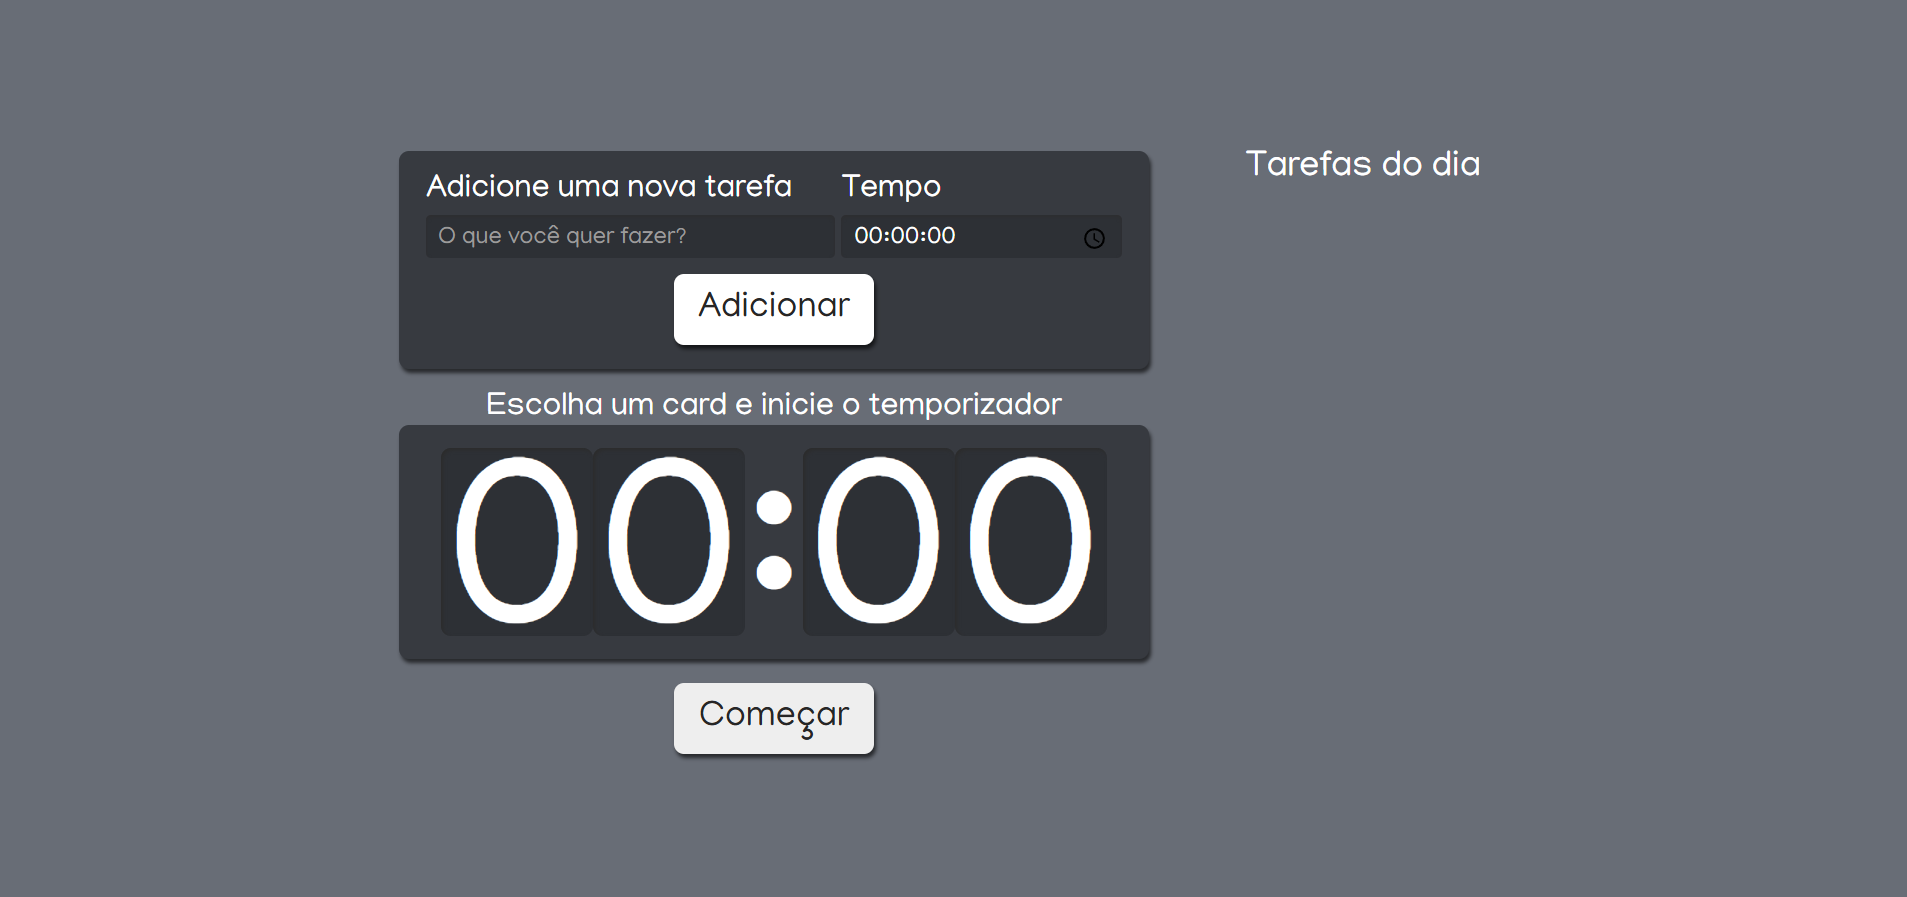 Adicione uma nova tarefa
Tempo
O que você quer fazer?
00:00:00
Adicionar
Escolha um card e inicie o temporizador
00:00
Começar
Tarefas do dia